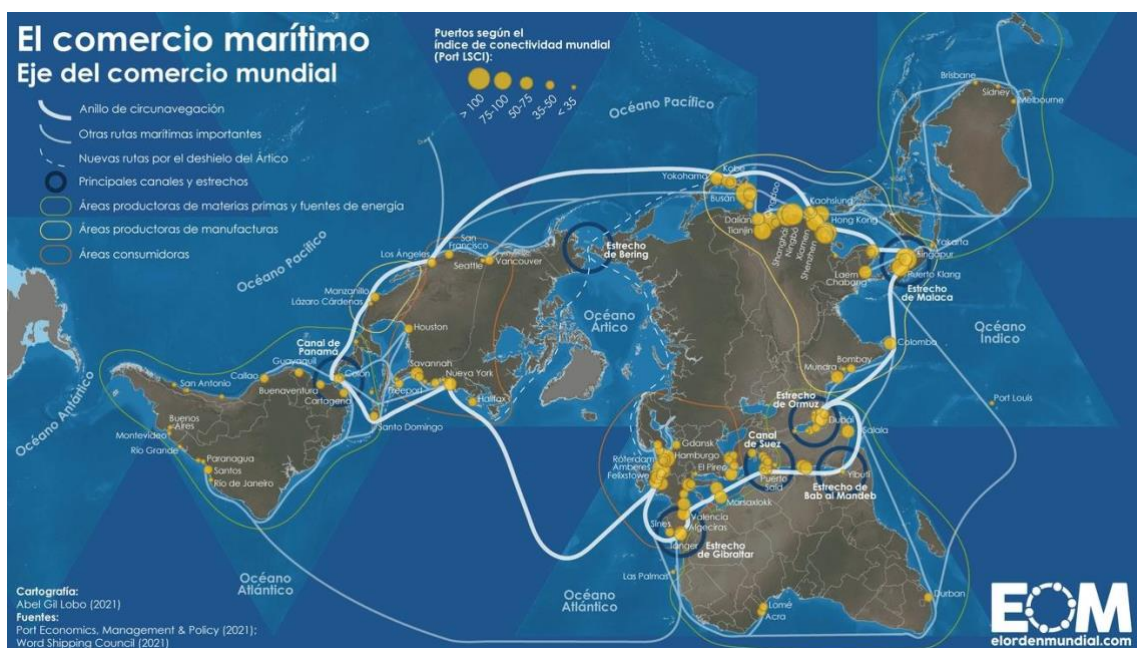 El comercio marítimo
Eje del comercio mundial
Anillo de circunavegación
Otras rutas marítimas importantes
Nuevas rutas por el deshielo del Ártico
Principales canales y estrechos
Áreas productoras de materias primas y fuentes de energía
Áreas productoras de manufacturas
Áreas consumidoras
Puertos según el
índice de conectividad mundial
(Port LSCI):
> 100
75-100
50-75
35-50
< 35
Océano Pacífico
Brisbane
Sidney
Melbourne
Yokohama
Kobe
Busan
Dalian
Tianjin
Shanghái
Ningbó
Xiamen
Shenzhen
Kaohsiung
Hong Kong
Yakarta
Singapur
Puerto Klang
Laem
Chabang
Estrecho
de Malaca
Estrecho
de Bering
San
Francisco
Los Ángeles
Seattle
Vancouver
Océano Pacífico
Manzanillo
Lázaro Cárdenas
Houston
Océano
Ártico
Océano
Índico
Colombo
Bombay
Mundra
Port Louis
Canal de
Panamá
Guayaquil
Callao
San Antonio
Buenaventura
Colón
Cartagena
Savannah
Freeport
Nueva York
Halifax
Santo Domingo
Océano Antártico
Buenos
Aires
Montevideo
Río Grande
Paranagua
Santos
Río de Janeiro
Estrecho
de Ormuz
Dubái
Salala
Canal
de Suez
Puerto
Saíd
Yibuti
Estrecho de
Bab al Mandeb
Gdansk
Hamburgo
Róterdam
Amberes
Felixstowe
El Pireo
Marsaxlokk
Valencia
Algeciras
Sines
Tánger
Estrecho
de Gibraltar
Las Palmas
Océano
Atlántico
Océano
Atlántico
Lomé
Acra
Durban
Cartografía:
Abel Gil Lobo (2021)
Fuentes:
Port Economics, Management & Policy (2021);
Word Shipping Council (2021)
EOM
elordenmundial.com